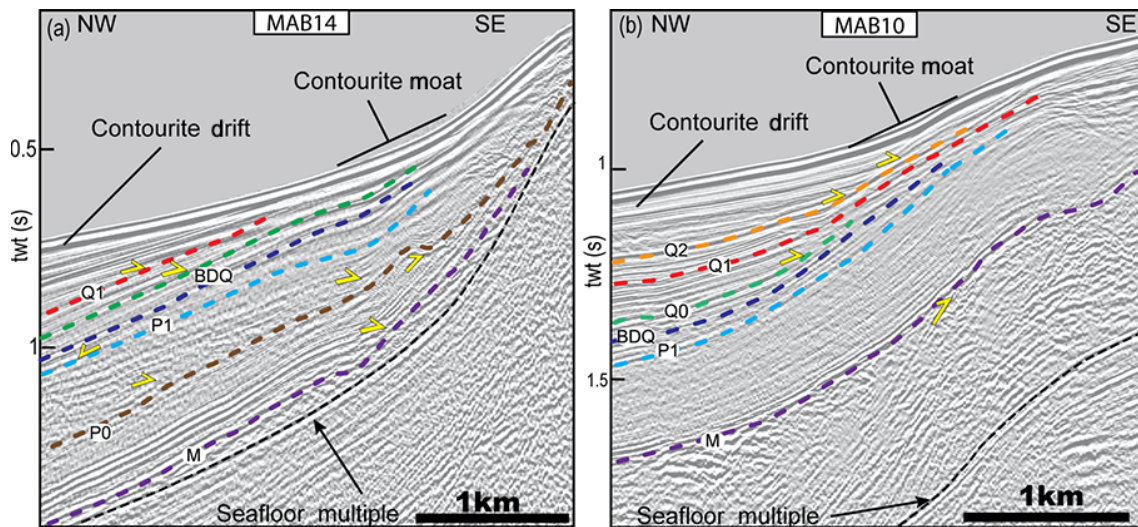 (a) NW MAB14 SE
Contourite moat
Contourite drift
0.5
twt (s)
Q1
BDQ
P1
1
P0
M
Seafloor multiple
1km
(b) NW MAB10 SE
Contourite moat
Contourite drift
1
twt (s)
Q2
Q1
Q0
BDQ
P1
1.5
M
Seafloor multiple
1km